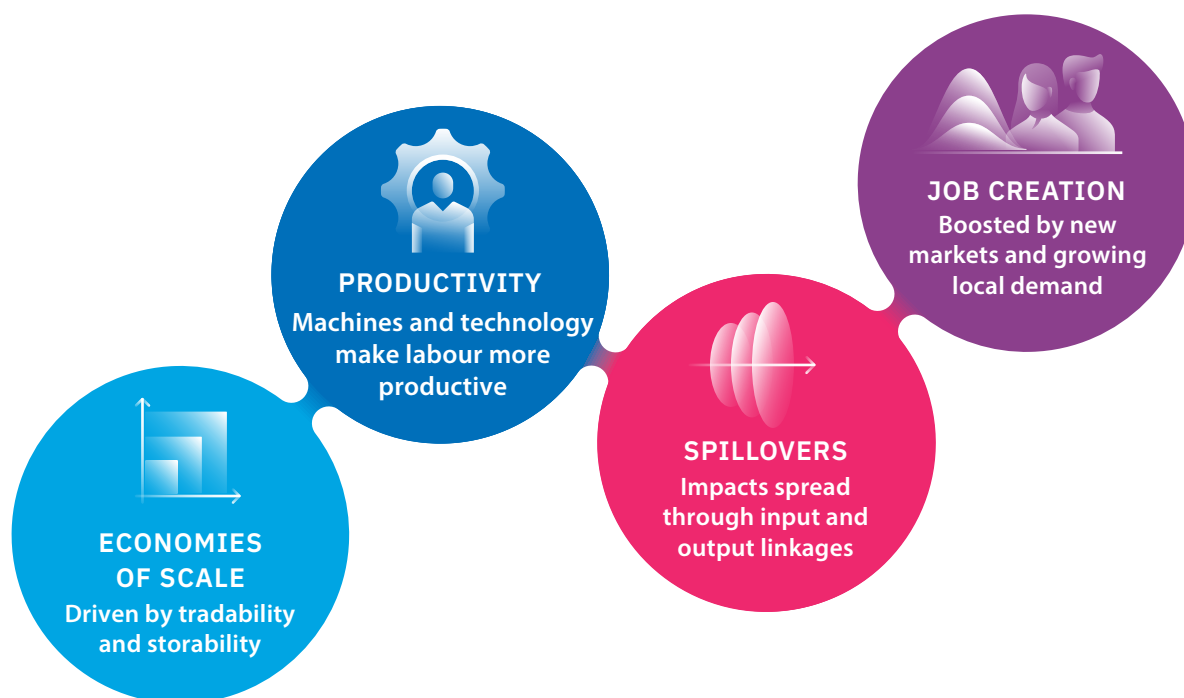 ECONOMIES
OF SCALE
Driven by tradability
and storability
PRODUCTIVITY
Machines and technology
make labour more
productive
SPILLOVERS
Impacts spread
through input and
output linkages
JOB CREATION
Boosted by new
markets and growing
local demand